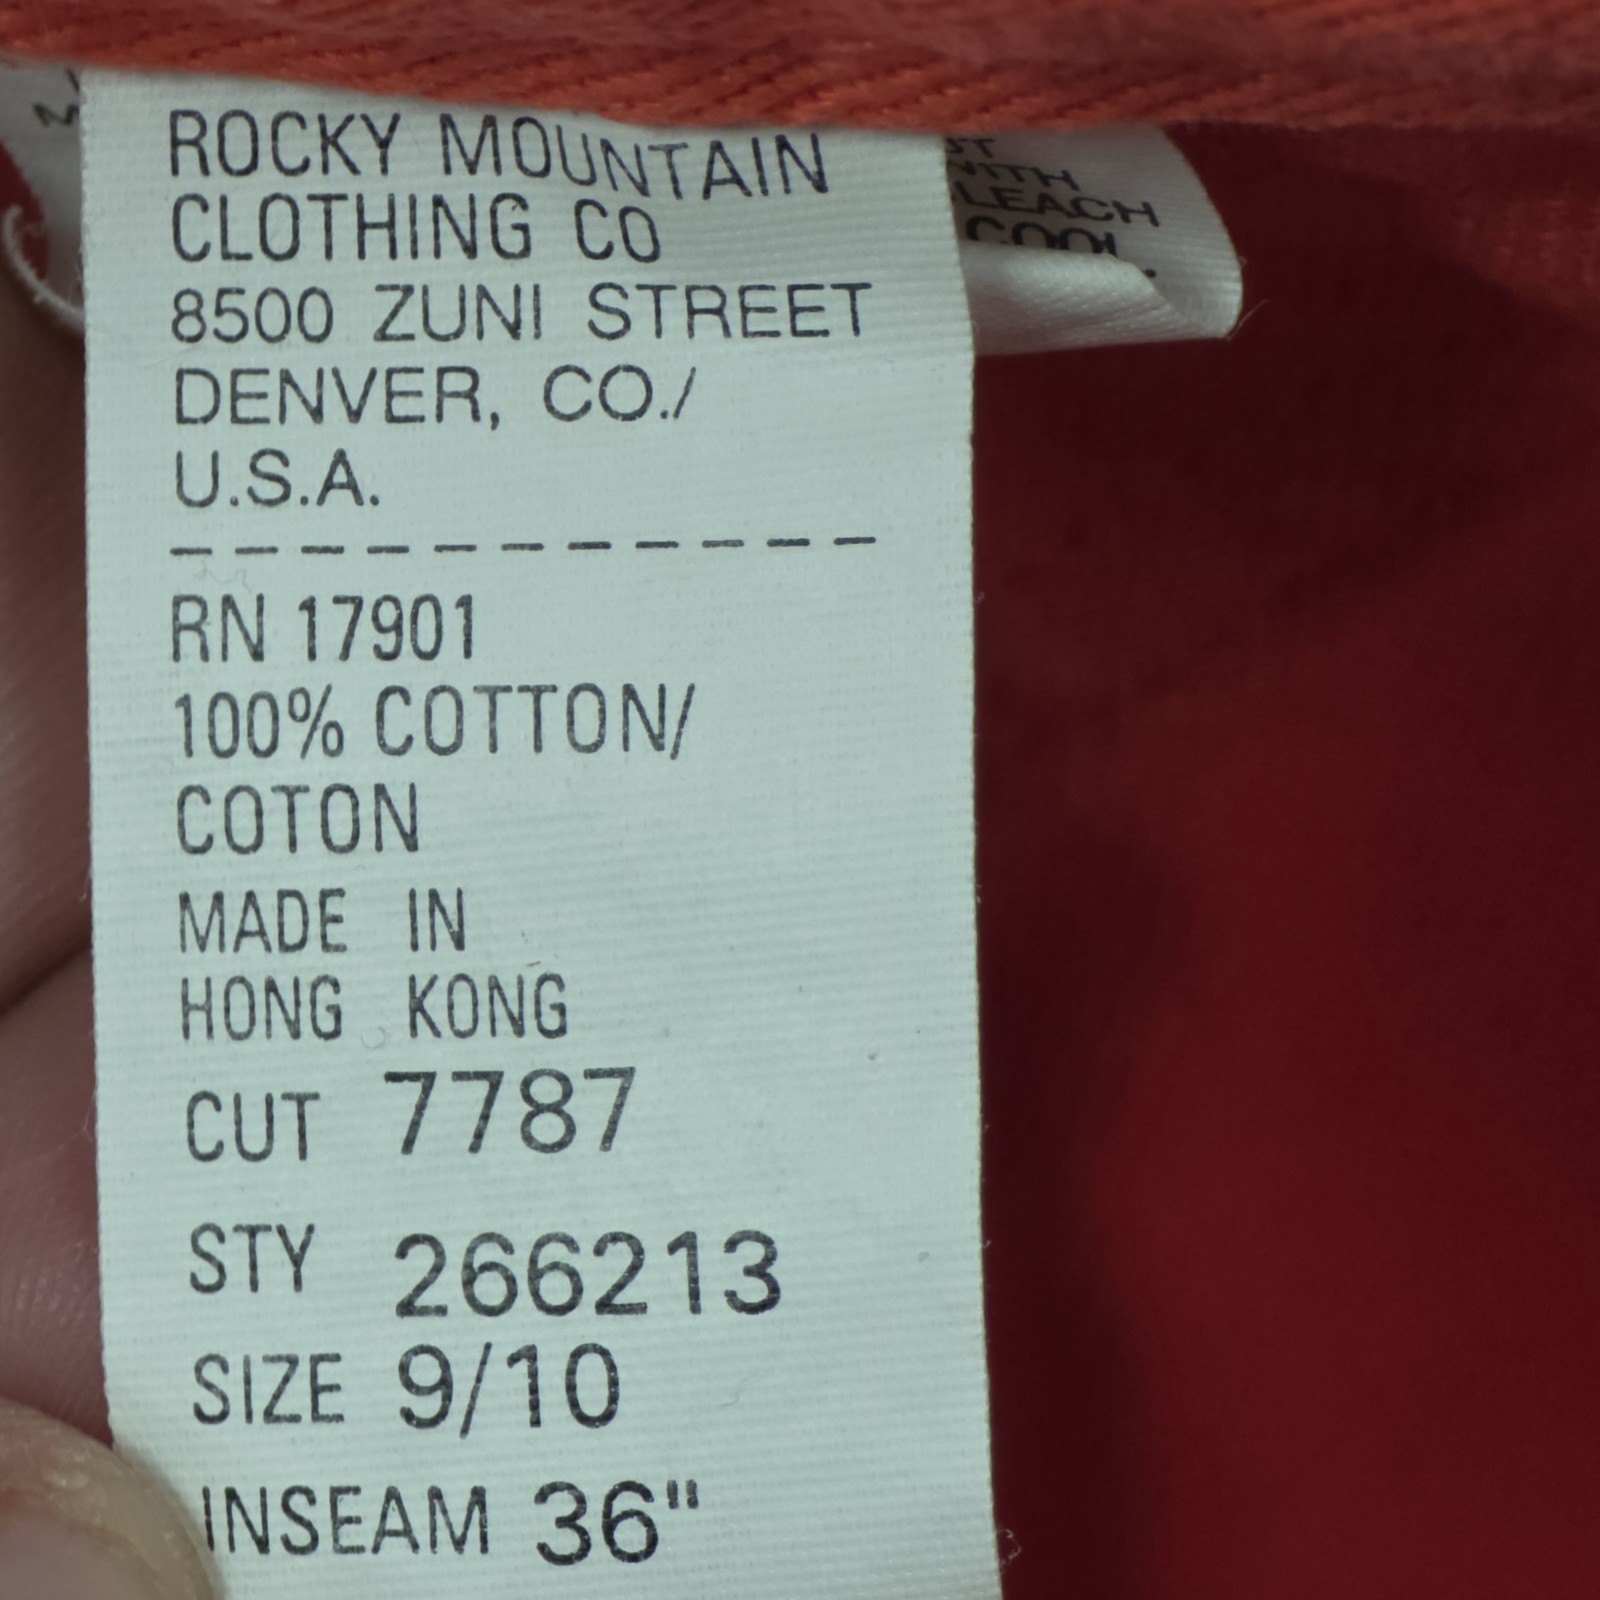 ROCKY MOUNTAIN
CLOTHING CO
8500 ZUNI STREET
DENVER, CO./
U.S.A.
RN 17901
100% COTTON/
COTON
MADE IN
HONG KONG
CUT 7787
STY 266213
SIZE 9/10
INSEAM 36"
COOL